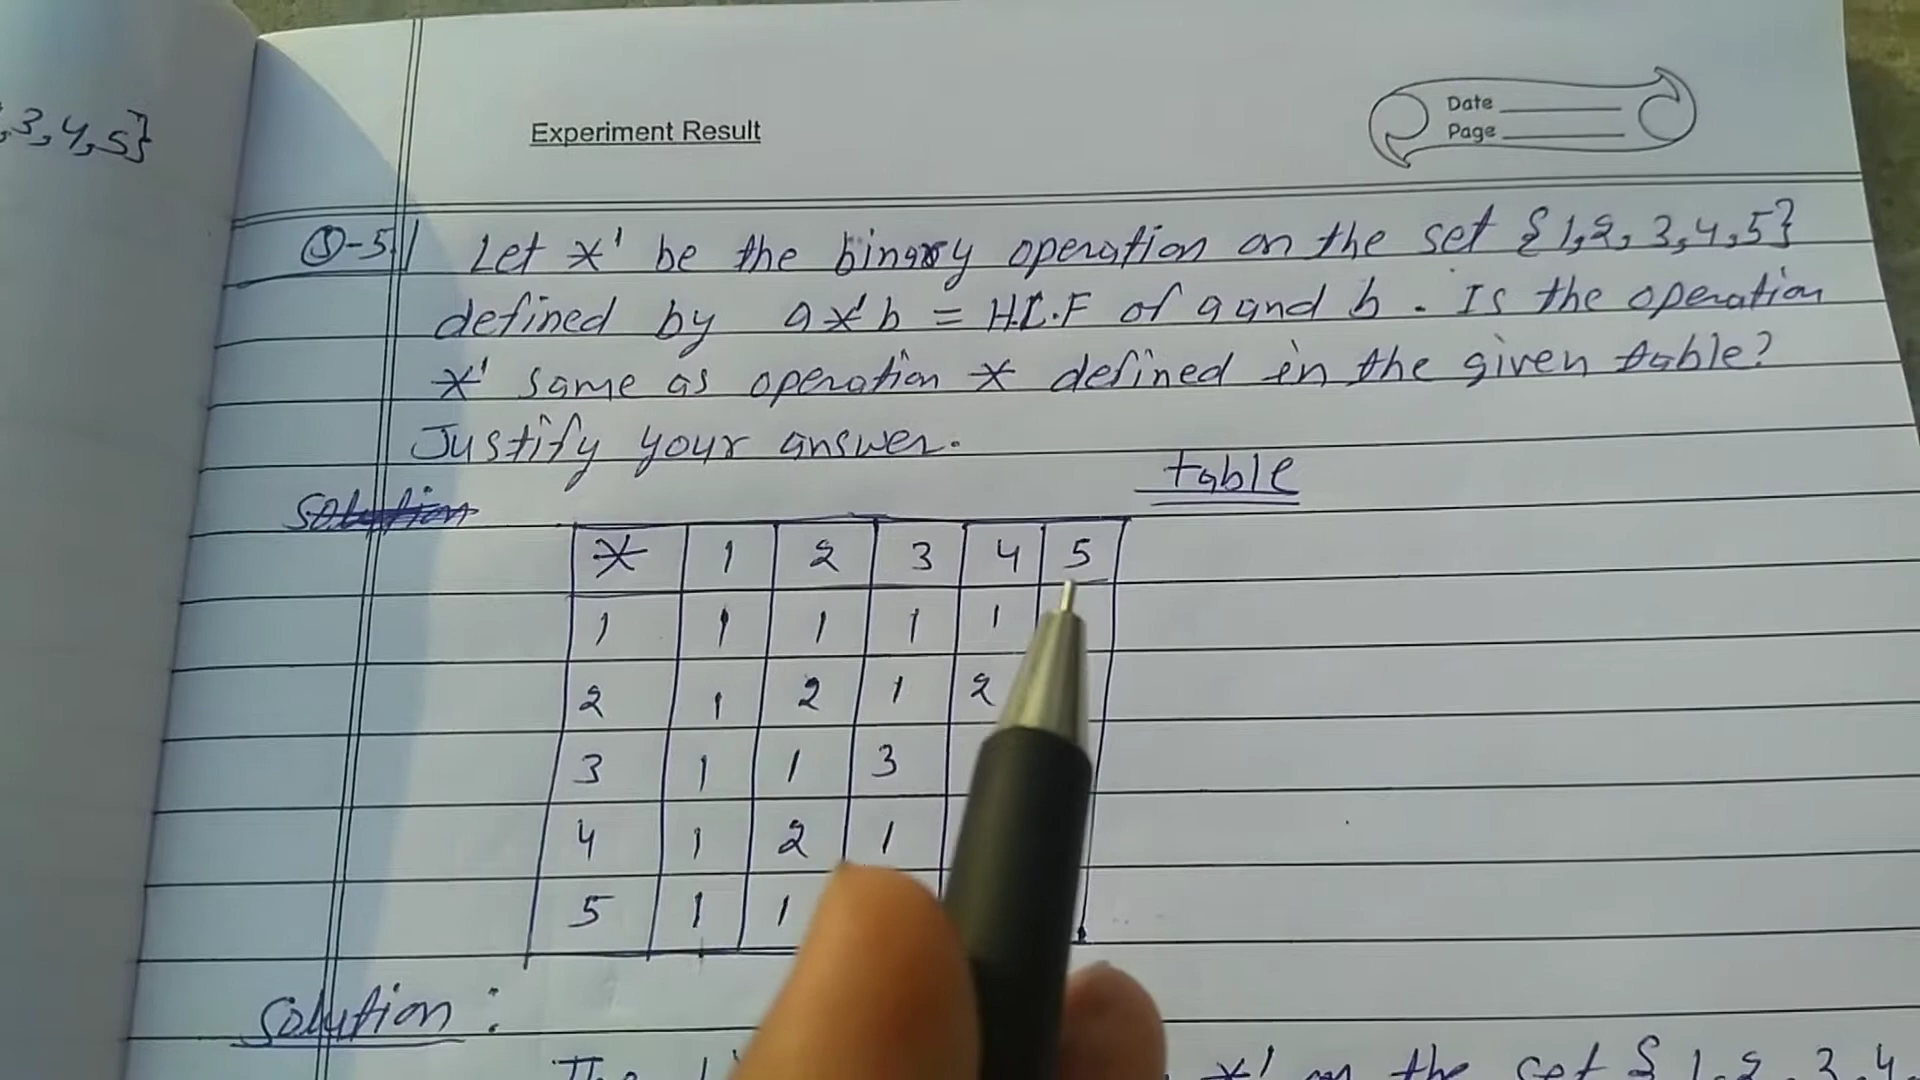 ,3,4,5}
Experiment Result
Date
Page
Q-5 Let *' be the binary operation on the set {1,2,3,4,5}
defined by a*'b = H.C.F of a and b. Is the operation
*' same as operation * defined in the given table?
Justify your answer.
table
* 1 2 3 4 5
1 1 1 1 1
2 1 2 1 2
3 1 1 3
4 1 2 1
5 1 1
Solution :
*' on the set { 1, 2, 3, 4,